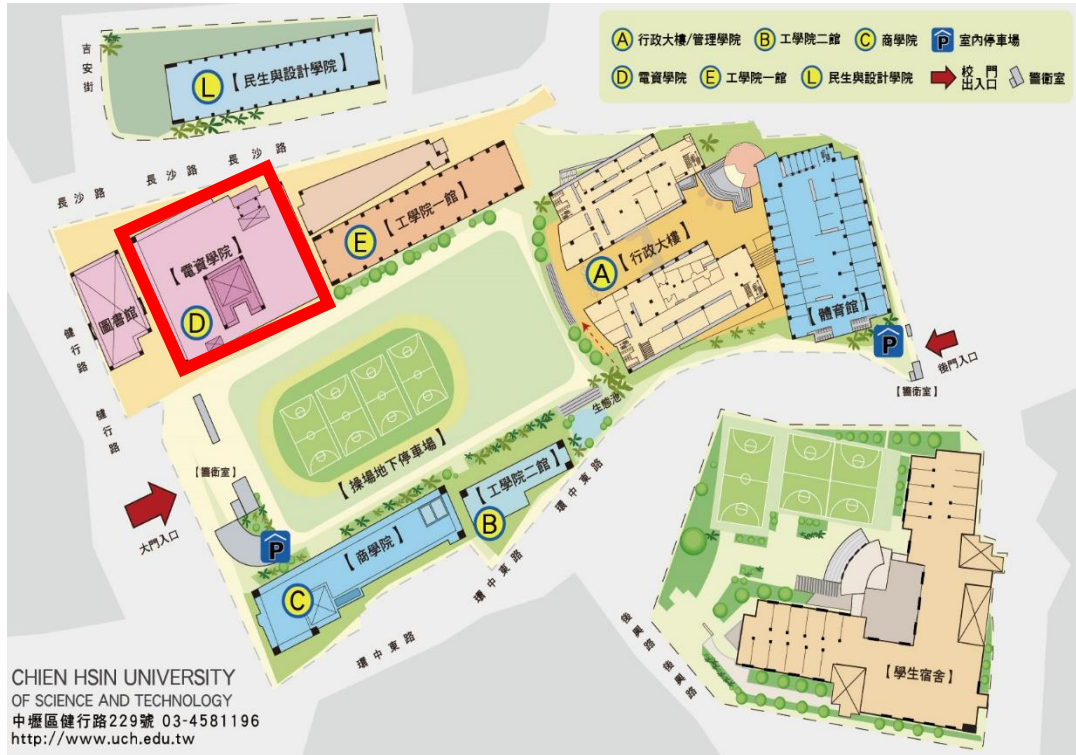 Ⓐ 行政大樓/管理學院 Ⓑ 工學院二館 Ⓒ 商學院 P 室內停車場
Ⓓ 電資學院 Ⓔ 工學院一館 Ⓛ 民生與設計學院 校門出入口 警衛室
吉安街
L 【民生與設計學院】
長沙路 長沙路 長沙路
【電資學院】
D
圖書館
E 【工學院一館】
A 【行政大樓】
【體育館】
P
後門入口
【警衛室】
健行路
健行路
生態池
【操場地下停車場】
【警衛室】
大門入口
P
【工學院二館】
B
【商學院】
C
環中東路
環中東路
環中東路
後興路 後興路
【學生宿舍】
CHIEN HSIN UNIVERSITY
OF SCIENCE AND TECHNOLOGY
中壢區健行路229號 03-4581196
http://www.uch.edu.tw